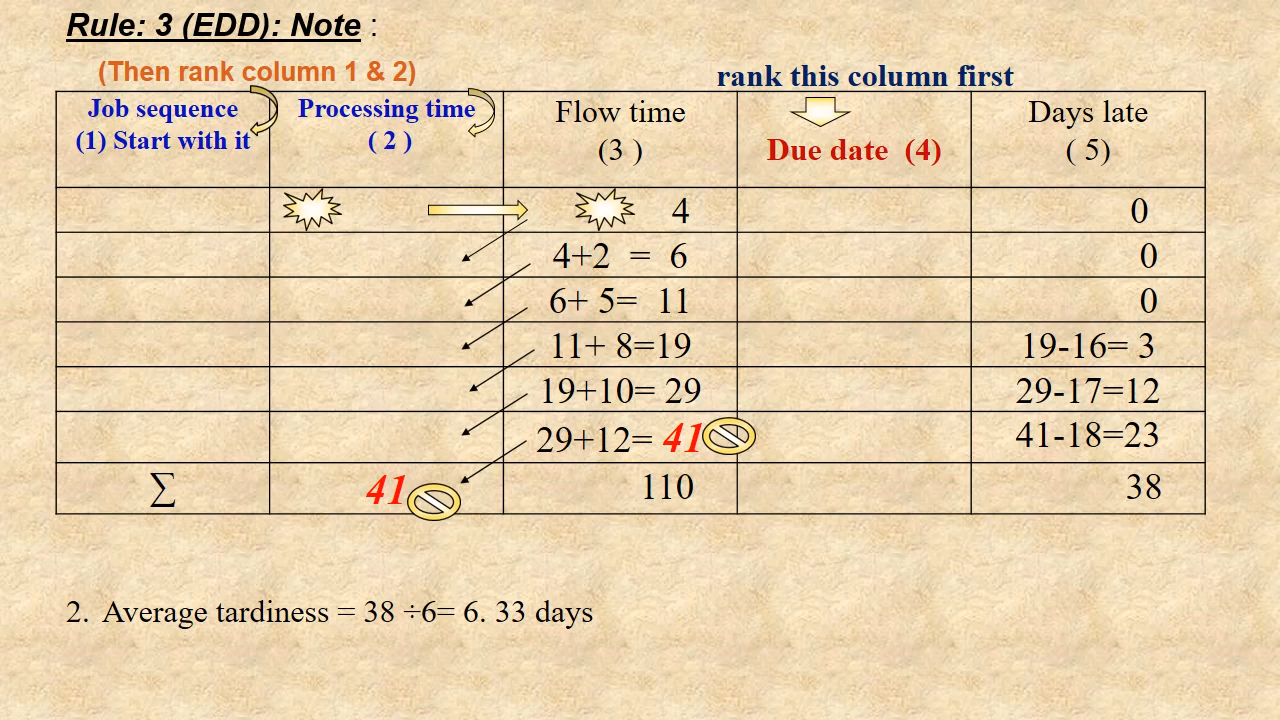 Rule: 3 (EDD): Note :
(Then rank column 1 & 2)
rank this column first
Job sequence
(1) Start with it
Processing time
( 2 )
Flow time
(3 )
Due date (4)
Days late
( 5)
4 0
4+2 = 6 0
6+ 5= 11 0
11+ 8=19 19-16= 3
19+10= 29 29-17=12
29+12= 41 41-18=23
∑ 41 110 38
2. Average tardiness = 38 ÷6= 6. 33 days